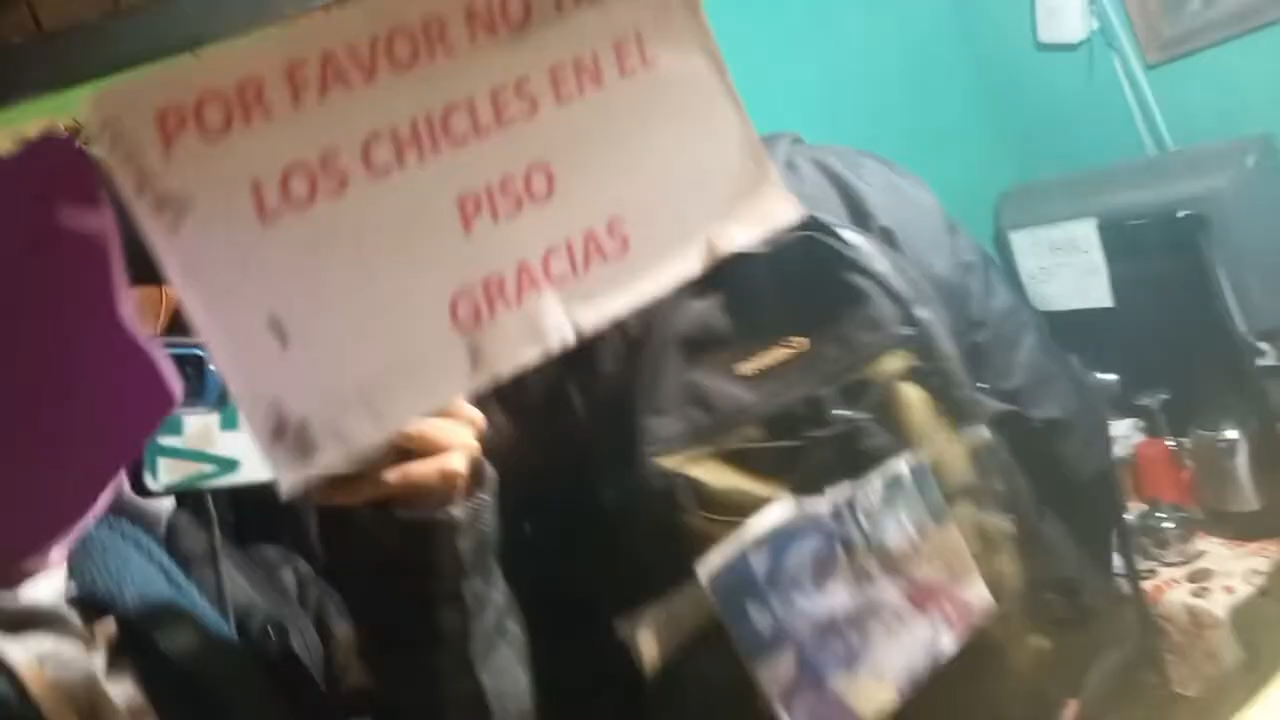 POR FAVOR NO
LOS CHICLES EN EL
PISO
GRACIAS